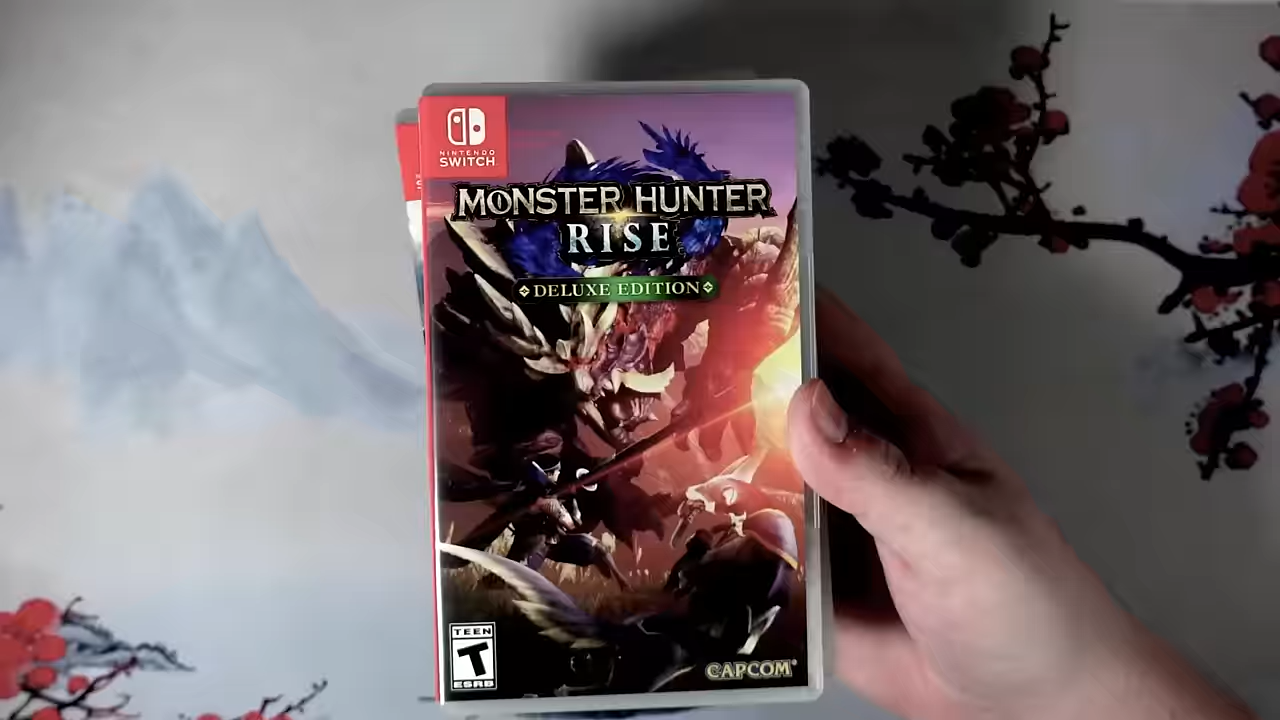 NINTENDO
SWITCH
MONSTER HUNTER
RISE
DELUXE EDITION
TEEN
T
ESRB
CAPCOM